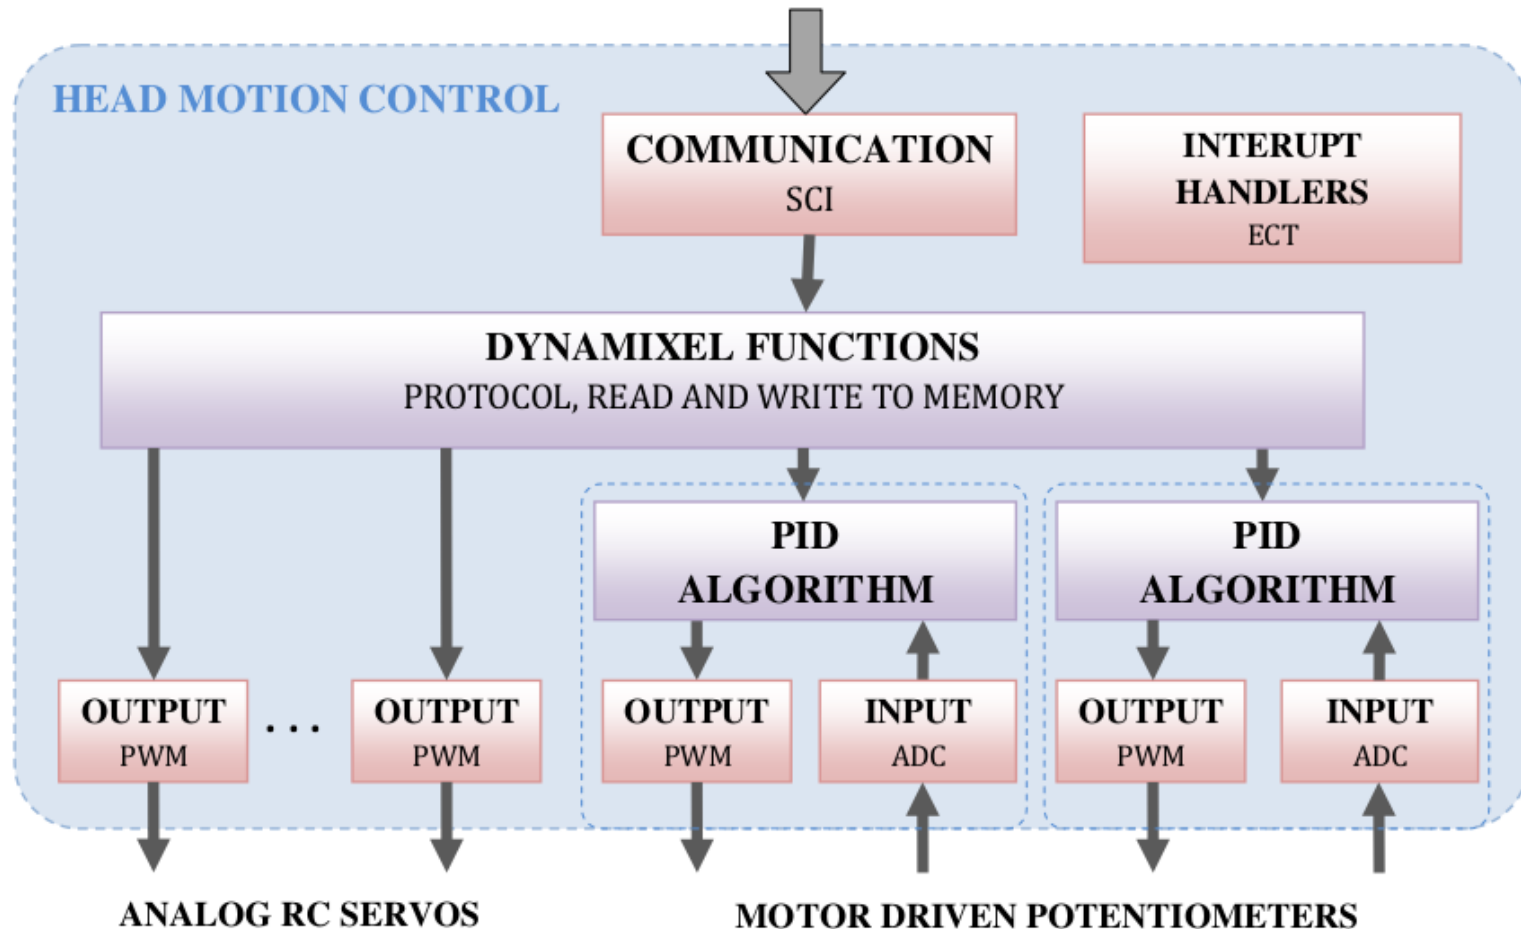 HEAD MOTION CONTROL
COMMUNICATION
SCI
INTERUPT
HANDLERS
ECT
DYNAMIXEL FUNCTIONS
PROTOCOL, READ AND WRITE TO MEMORY
PID
ALGORITHM
PID
ALGORITHM
OUTPUT
PWM
...
OUTPUT
PWM
OUTPUT
PWM
INPUT
ADC
OUTPUT
PWM
INPUT
ADC
ANALOG RC SERVOS
MOTOR DRIVEN POTENTIOMETERS